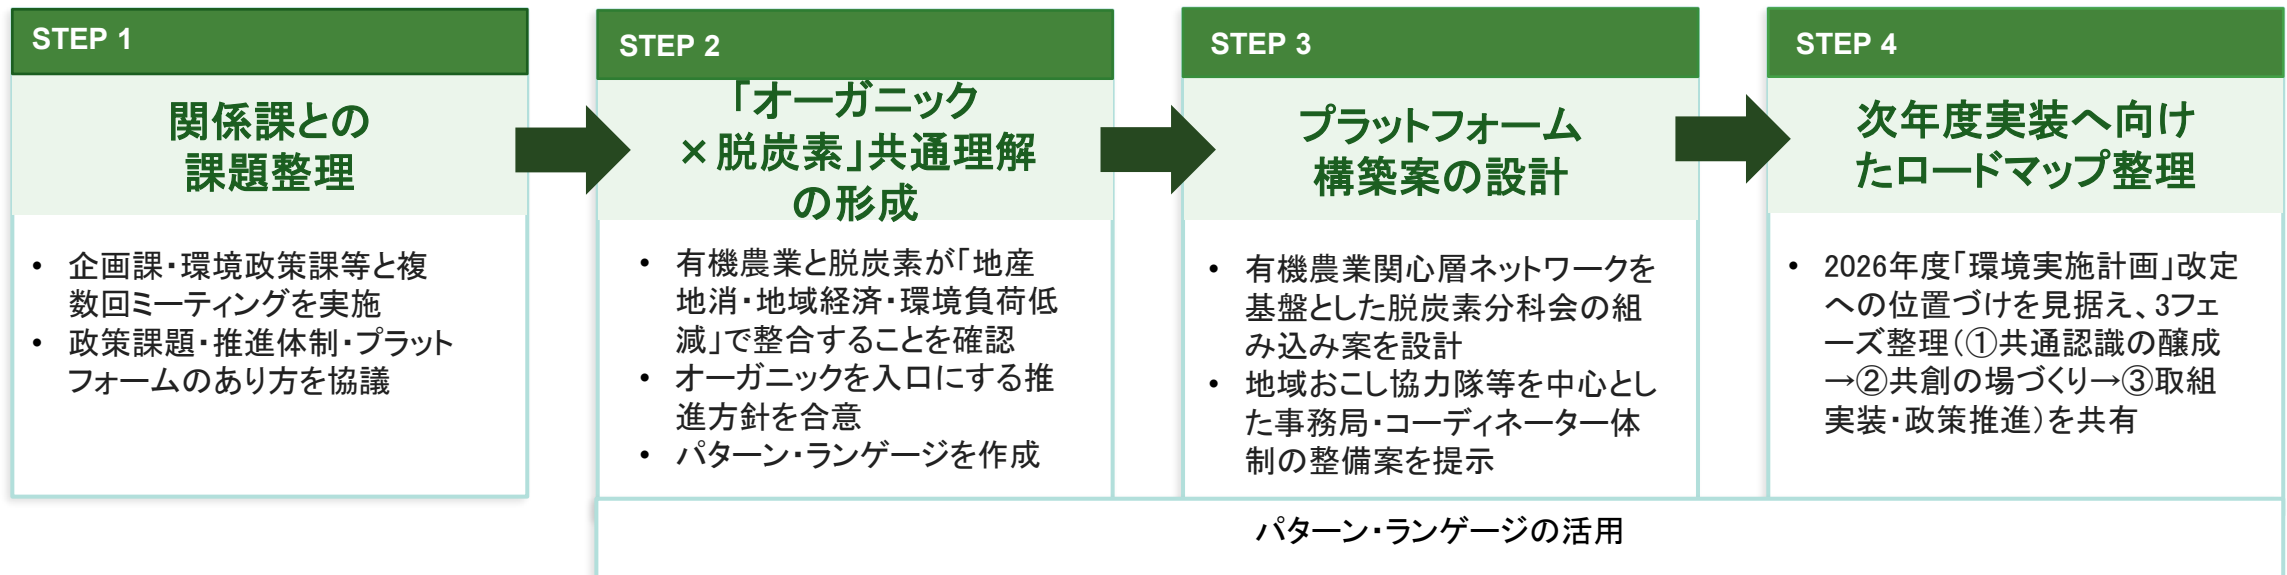 STEP 1
関係課との
課題整理
• 企画課・環境政策課等と複
数回ミーティングを実施
• 政策課題・推進体制・プラット
フォームのあり方を協議
STEP 2
「オーガニック
×脱炭素」共通理解
の形成
• 有機農業と脱炭素が「地産
地消・地域経済・環境負荷低
減」で整合することを確認
• オーガニックを入口にする推
進方針を合意
• パターン・ランゲージを作成
STEP 3
プラットフォーム
構築案の設計
• 有機農業関心層ネットワークを
基盤とした脱炭素分科会の組
み込み案を設計
• 地域おこし協力隊等を中心とし
た事務局・コーディネーター体
制の整備案を提示
STEP 4
次年度実装へ向け
たロードマップ整理
• 2026年度「環境実施計画」改定
への位置づけを見据え、3フェ
ーズ整理(①共通認識の醸成
→②共創の場づくり→③取組
実装・政策推進)を共有
パターン・ランゲージの活用